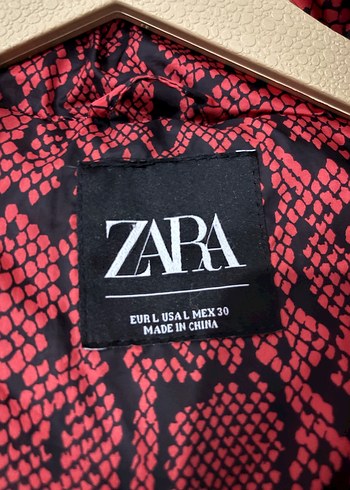 ZARA
EUR L USA L MEX 30
MADE IN CHINA